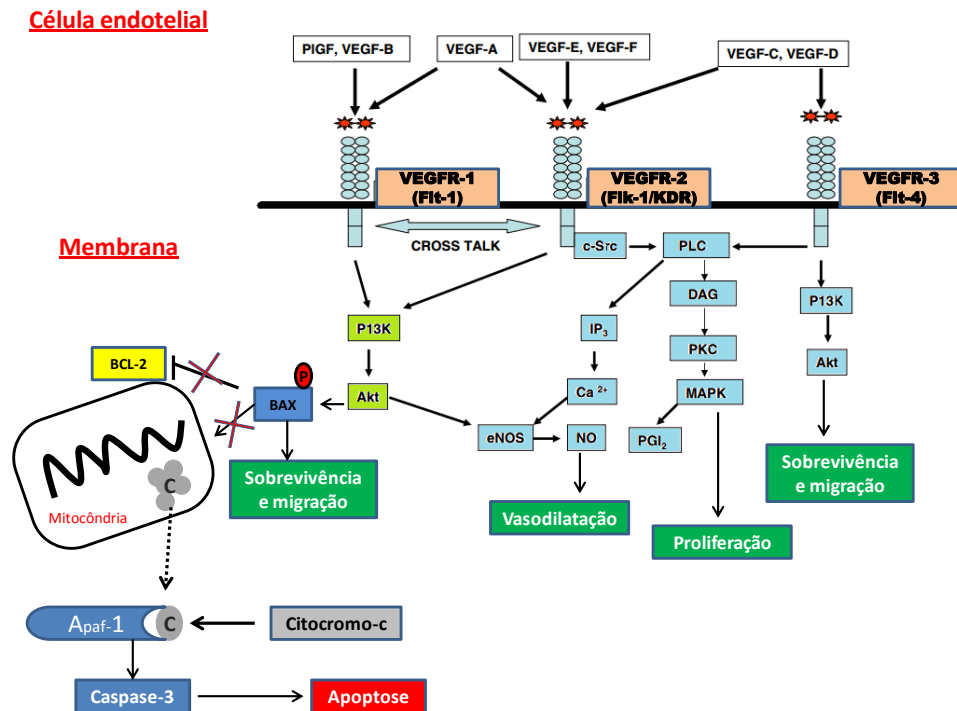 Célula endotelial
PIGF, VEGF-B
VEGF-A
VEGF-E, VEGF-F
VEGF-C, VEGF-D
VEGFR-1
(Flt-1)
VEGFR-2
(Flk-1/KDR)
VEGFR-3
(Flt-4)
Membrana
CROSS TALK
c-Src
PLC
DAG
P13K
P13K
IP3
PKC
BCL-2
Akt
P
BAX
Akt
Ca 2+
MAPK
eNOS
NO
PGI2
C
Mitocôndria
Sobrevivência
e migração
Sobrevivência
e migração
Vasodilatação
Proliferação
Apaf-1
C
Citocromo-c
Caspase-3
Apoptose